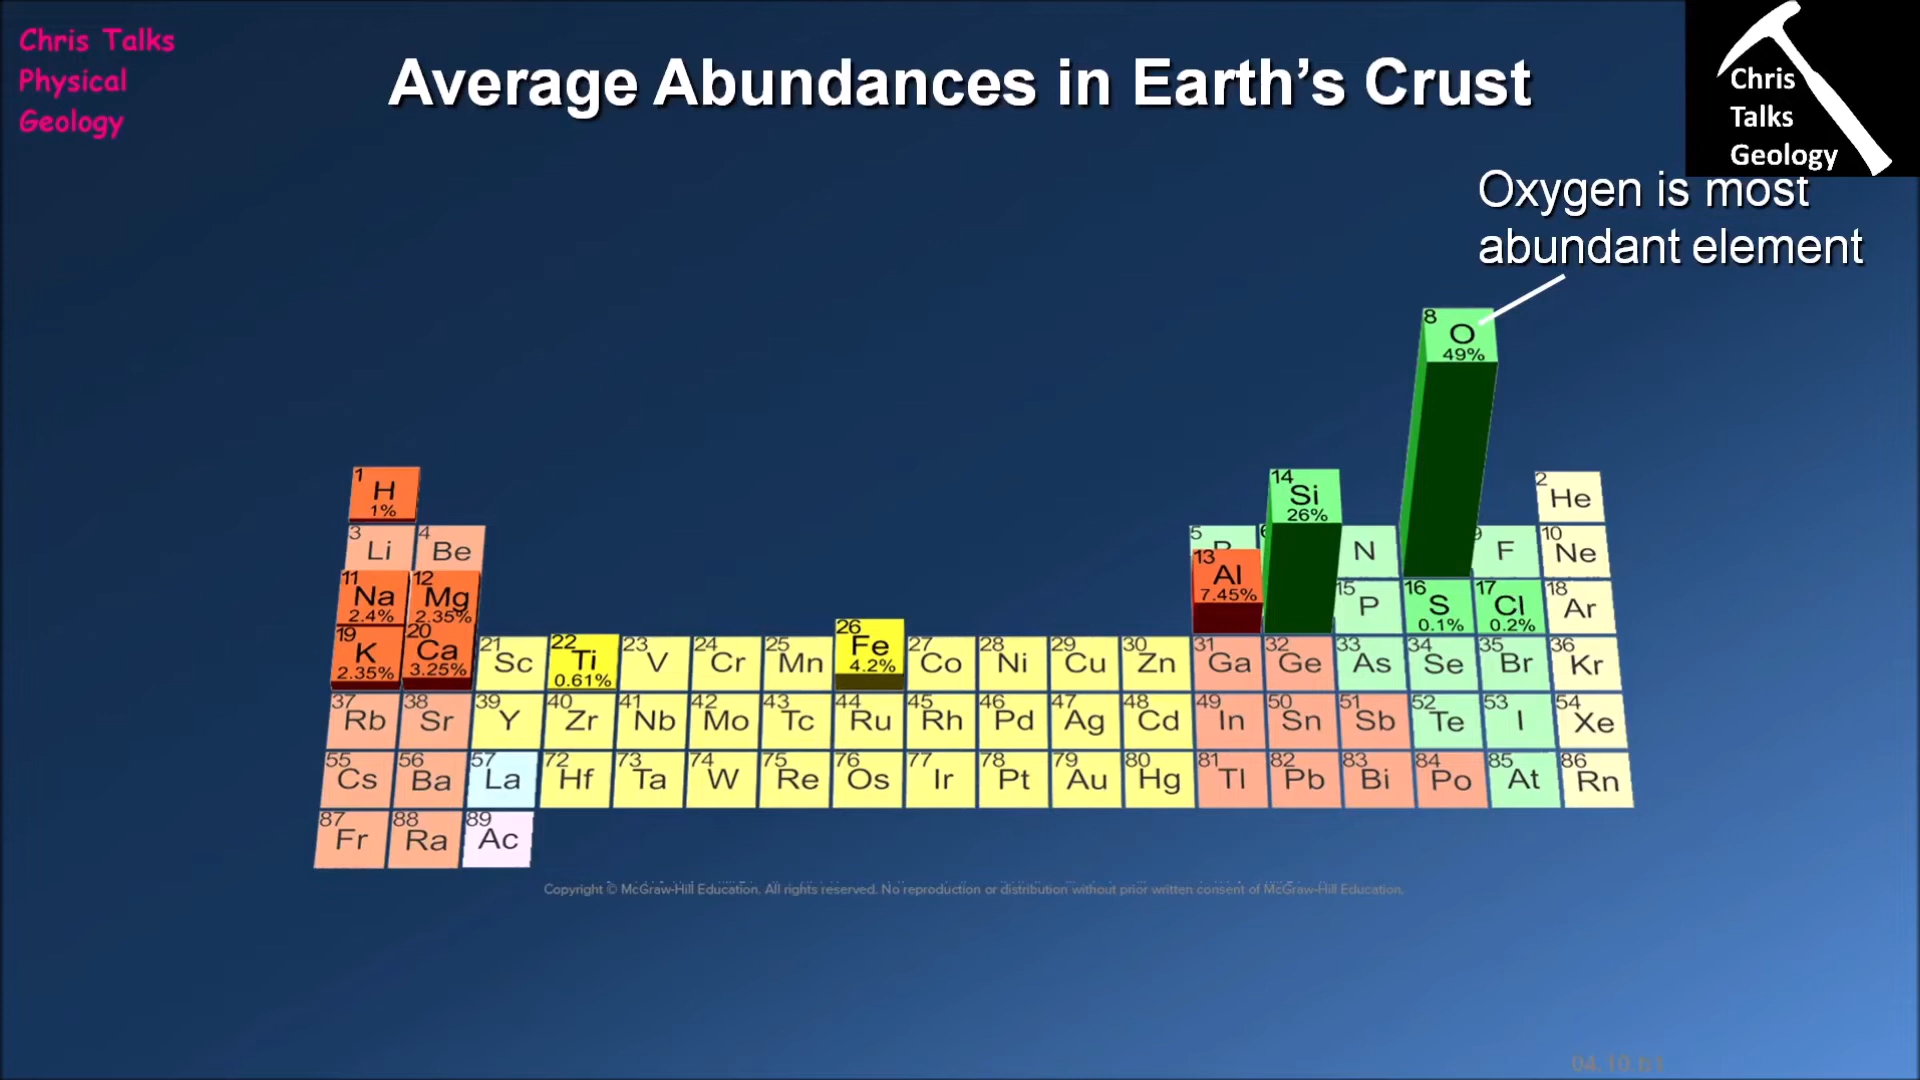 Chris Talks
Physical
Geology
Average Abundances in Earth’s Crust
Chris
Talks
Geology
Oxygen is most
abundant element
8
O
49%
1
H
1%
14
Si
26%
2
He
3
Li
4
Be
5
B
N
9
F
10
Ne
11
Na
2.4%
12
Mg
2.35%
13
Al
7.45%
15
P
16
S
0.1%
17
Cl
0.2%
18
Ar
19
K
2.35%
20
Ca
3.25%
21
Sc
22
Ti
0.61%
23
V
24
Cr
25
Mn
26
Fe
4.2%
27
Co
28
Ni
29
Cu
30
Zn
31
Ga
32
Ge
33
As
34
Se
35
Br
36
Kr
37
Rb
38
Sr
39
Y
40
Zr
41
Nb
42
Mo
43
Tc
44
Ru
45
Rh
46
Pd
47
Ag
48
Cd
49
In
50
Sn
51
Sb
52
Te
53
I
54
Xe
55
Cs
56
Ba
57
La
72
Hf
73
Ta
74
W
75
Re
76
Os
77
Ir
78
Pt
79
Au
80
Hg
81
Tl
82
Pb
83
Bi
84
Po
85
At
86
Rn
87
Fr
88
Ra
89
Ac
Copyright © McGraw-Hill Education. All rights reserved. No reproduction or distribution without prior written consent of McGraw-Hill Education.